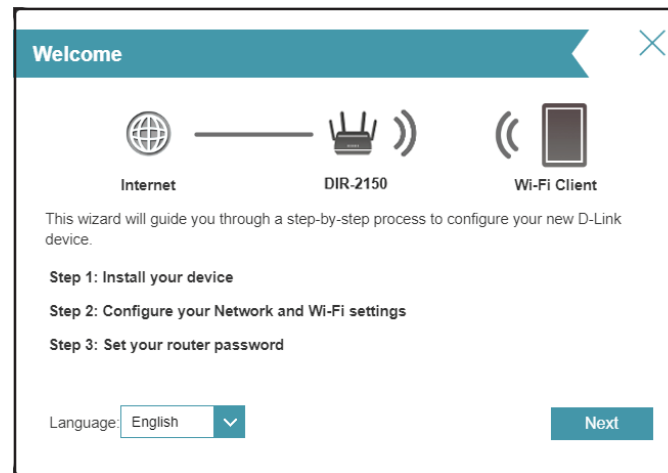 Welcome
Internet
DIR-2150
Wi-Fi Client
This wizard will guide you through a step-by-step process to configure your new D-Link
device.
Step 1: Install your device
Step 2: Configure your Network and Wi-Fi settings
Step 3: Set your router password
Language: English
Next